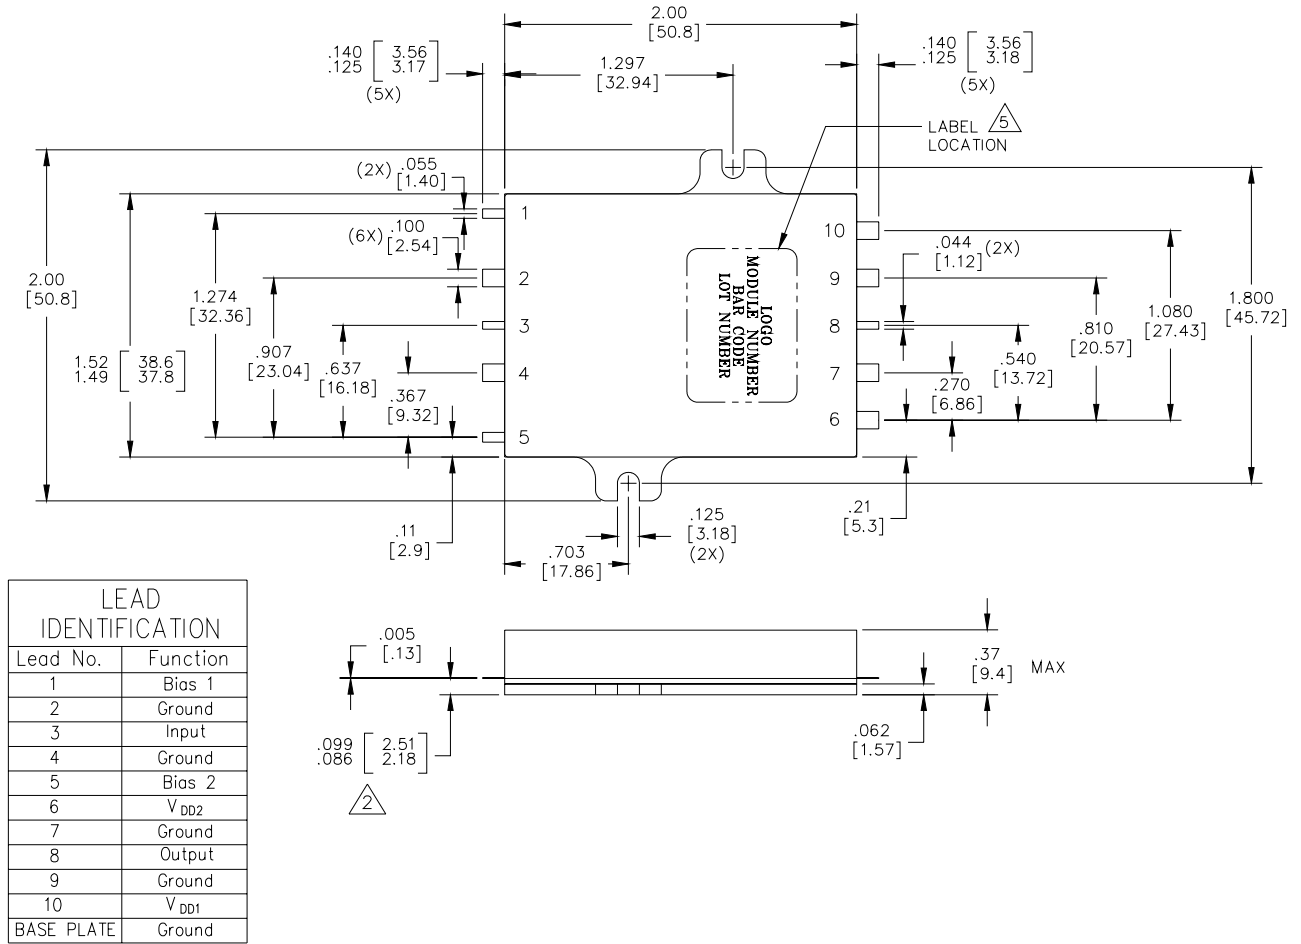 2.00
[50.8]
.140 [3.56]
.125 [3.17]
(5X)
1.297
[32.94]
.140 [3.56]
.125 [3.18]
(5X)
LABEL 5
LOCATION
(2X) .055
[1.40]
(6X) .100
[2.54]
2.00
[50.8]
1.274
[32.36]
1.52 [38.6]
1.49 [37.8]
.907
[23.04]
.637
[16.18]
.367
[9.32]
1
2
3
4
5
10
9
8
7
6
LOGO
MODULE NUMBER
BAR CODE
LOT NUMBER
.044 (2X)
[1.12]
1.800
[45.72]
1.080
[27.43]
.810
[20.57]
.540
[13.72]
.270
[6.86]
.11
[2.9]
.703
[17.86]
.125
[3.18]
(2X)
.21
[5.3]
LEAD
IDENTIFICATION
Lead No. Function
1 Bias 1
2 Ground
3 Input
4 Ground
5 Bias 2
6 V DD2
7 Ground
8 Output
9 Ground
10 V DD1
BASE PLATE Ground
.005
[.13]
.099 [2.51]
.086 [2.18]
2
.37
[9.4] MAX
.062
[1.57]